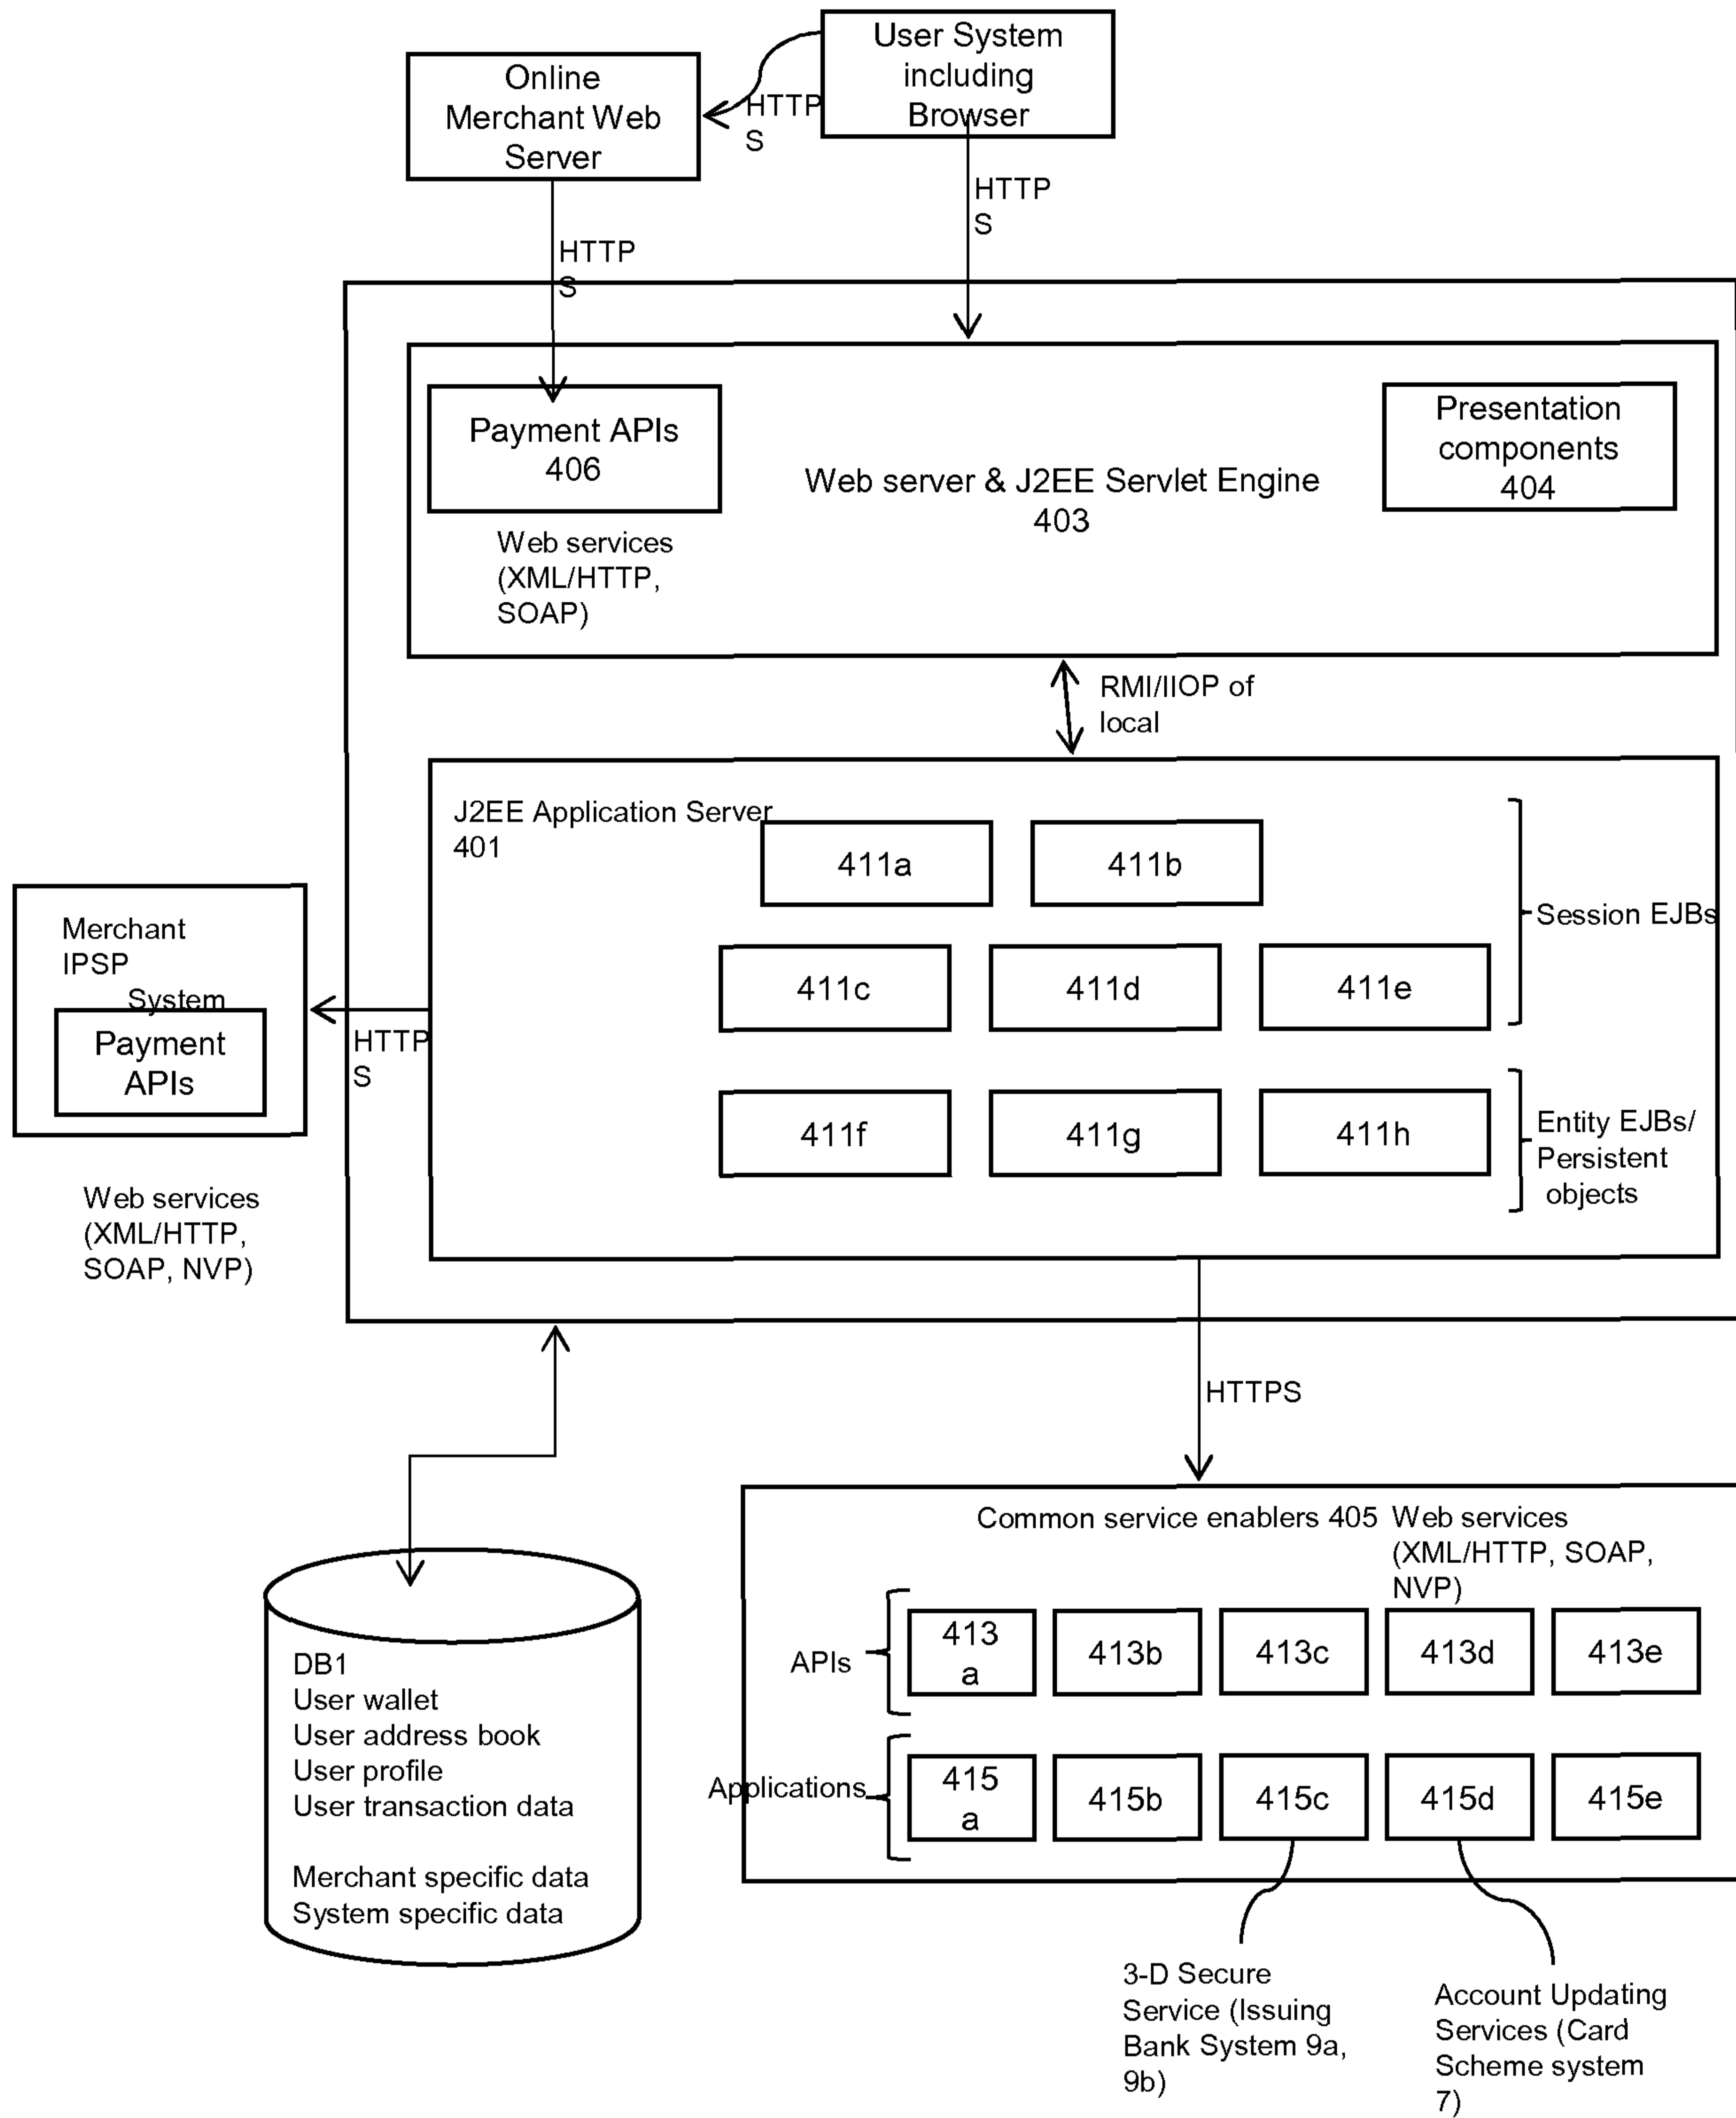 User System
including
Browser
Online
Merchant Web
Server
HTTP
S
HTTP
S
HTTP
S
Payment APIs
406
Presentation
components
404
Web server & J2EE Servlet Engine
403
Web services
(XML/HTTP,
SOAP)
RMI/IIOP of
local
J2EE Application Server
401
411a
411b
Session EJBs
411c
411d
411e
Merchant
IPSP
System
Payment
APIs
HTTP
S
411f
411g
411h
Entity EJBs/
Persistent
objects
Web services
(XML/HTTP,
SOAP, NVP)
HTTPS
Common service enablers 405
Web services
(XML/HTTP, SOAP,
NVP)
APIs
413
a
413b
413c
413d
413e
Applications
415
a
415b
415c
415d
415e
DB1
User wallet
User address book
User profile
User transaction data
Merchant specific data
System specific data
3-D Secure
Service (Issuing
Bank System 9a,
9b)
Account Updating
Services (Card
Scheme system
7)